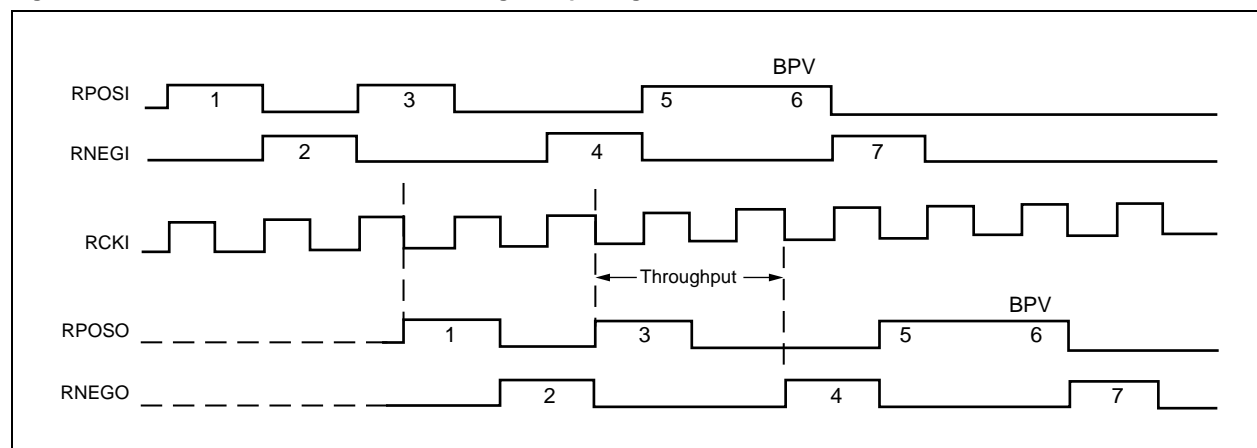 BPV
RPOSI 1 3 5 6
RNEGI 2 4 7
RCKI
Throughput
BPV
RPOSO 1 3 5 6
RNEGO 2 4 7